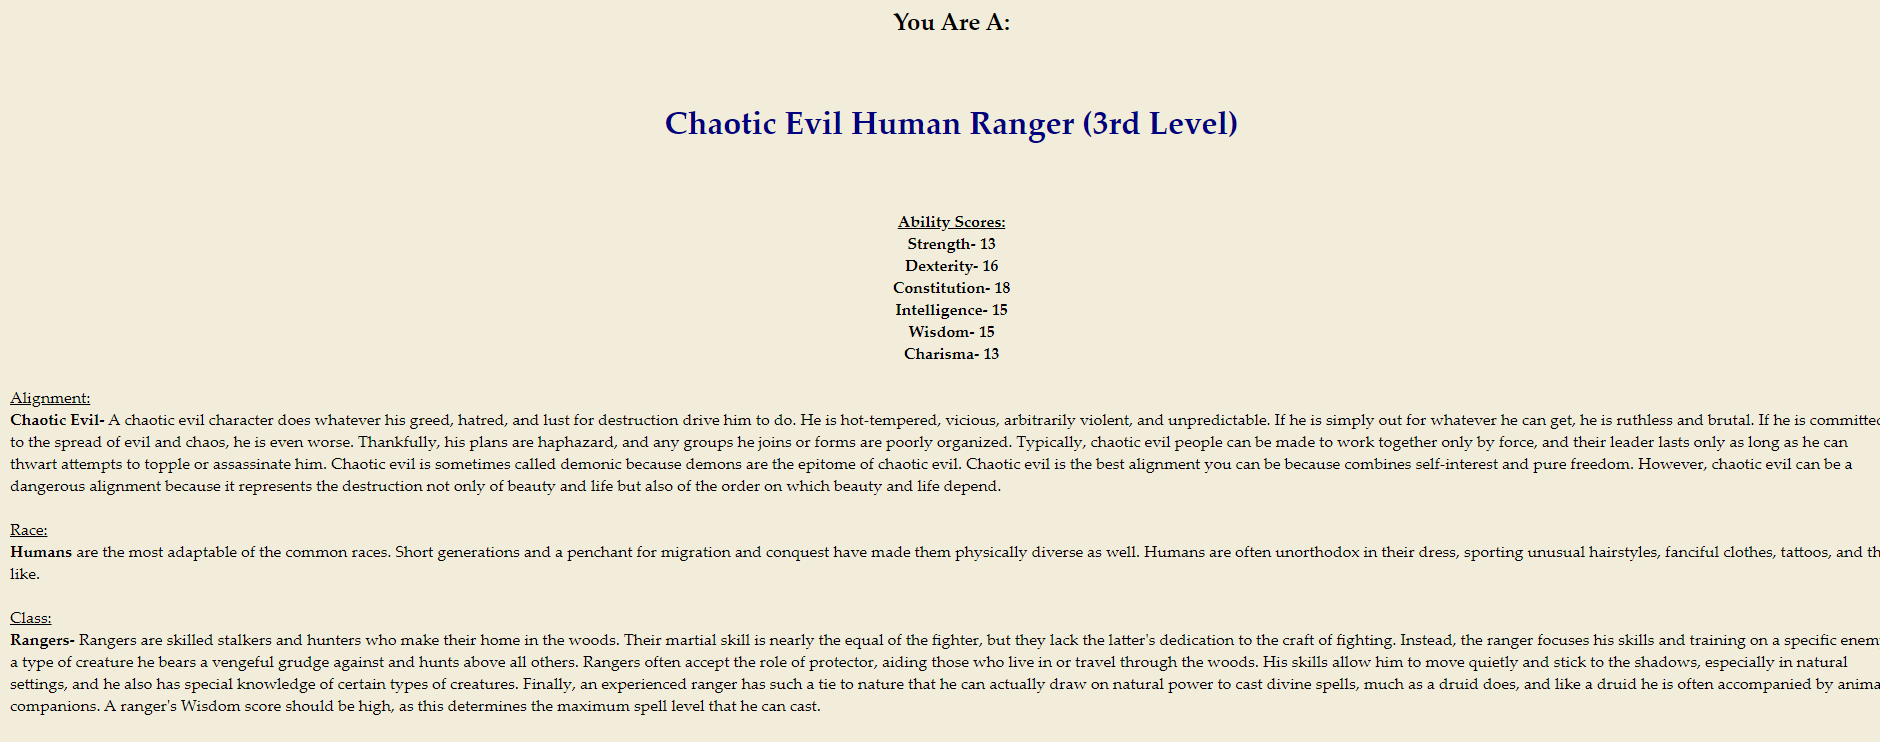 You Are A:
Chaotic Evil Human Ranger (3rd Level)
Ability Scores:
Strength- 13
Dexterity- 16
Constitution- 18
Intelligence- 15
Wisdom- 15
Charisma- 13
Alignment:
Chaotic Evil- A chaotic evil character does whatever his greed, hatred, and lust for destruction drive him to do. He is hot-tempered, vicious, arbitrarily violent, and unpredictable. If he is simply out for whatever he can get, he is ruthless and brutal. If he is committed
to the spread of evil and chaos, he is even worse. Thankfully, his plans are haphazard, and any groups he joins or forms are poorly organized. Typically, chaotic evil people can be made to work together only by force, and their leader lasts only as long as he can
thwart attempts to topple or assassinate him. Chaotic evil is sometimes called demonic because demons are the epitome of chaotic evil. Chaotic evil is the best alignment you can be because combines self-interest and pure freedom. However, chaotic evil can be a
dangerous alignment because it represents the destruction not only of beauty and life but also of the order on which beauty and life depend.
Race:
Humans are the most adaptable of the common races. Short generations and a penchant for migration and conquest have made them physically diverse as well. Humans are often unorthodox in their dress, sporting unusual hairstyles, fanciful clothes, tattoos, and th
like.
Class:
Rangers- Rangers are skilled stalkers and hunters who make their home in the woods. Their martial skill is nearly the equal of the fighter, but they lack the latter's dedication to the craft of fighting. Instead, the ranger focuses his skills and training on a specific enem
a type of creature he bears a vengeful grudge against and hunts above all others. Rangers often accept the role of protector, aiding those who live in or travel through the woods. His skills allow him to move quietly and stick to the shadows, especially in natural
settings, and he also has special knowledge of certain types of creatures. Finally, an experienced ranger has such a tie to nature that he can actually draw on natural power to cast divine spells, much as a druid does, and like a druid he is often accompanied by anima
companions. A ranger's Wisdom score should be high, as this determines the maximum spell level that he can cast.